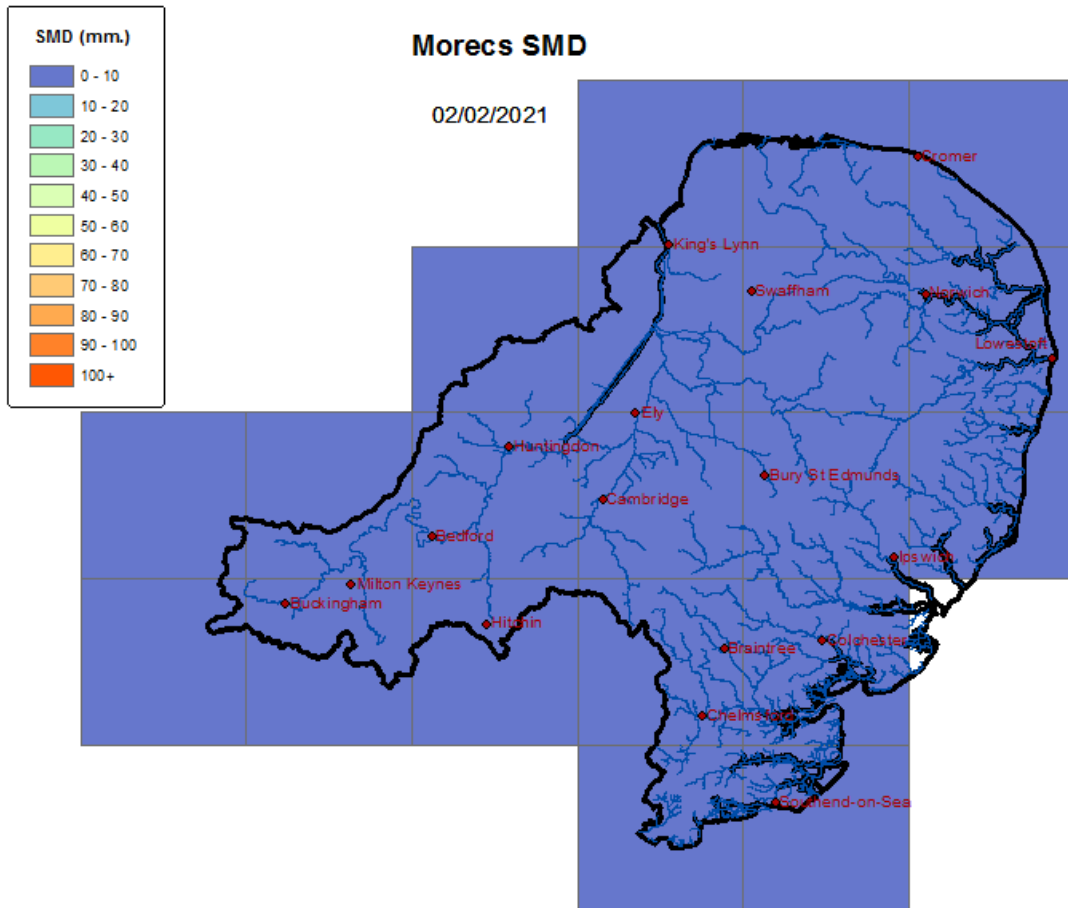 SMD (mm.)
0 - 10
10 - 20
20 - 30
30 - 40
40 - 50
50 - 60
60 - 70
70 - 80
80 - 90
90 - 100
100+
Morecs SMD
02/02/2021
Cromer
King's Lynn
Swaffham
Norwich
Lowestoft
Ely
Huntingdon
Bury St Edmunds
Cambridge
Bedford
Ipswich
Milton Keynes
Buckingham
Hitchin
Colchester
Braintree
Chelmsford
Southend-on-Sea